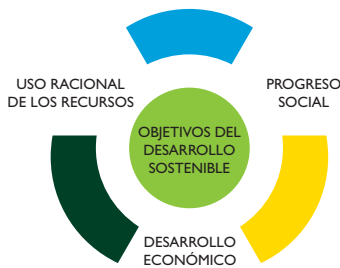 USO RACIONAL
DE LOS RECURSOS
PROGRESO
SOCIAL
OBJETIVOS DEL
DESARROLLO
SOSTENIBLE
DESARROLLO
ECONÓMICO